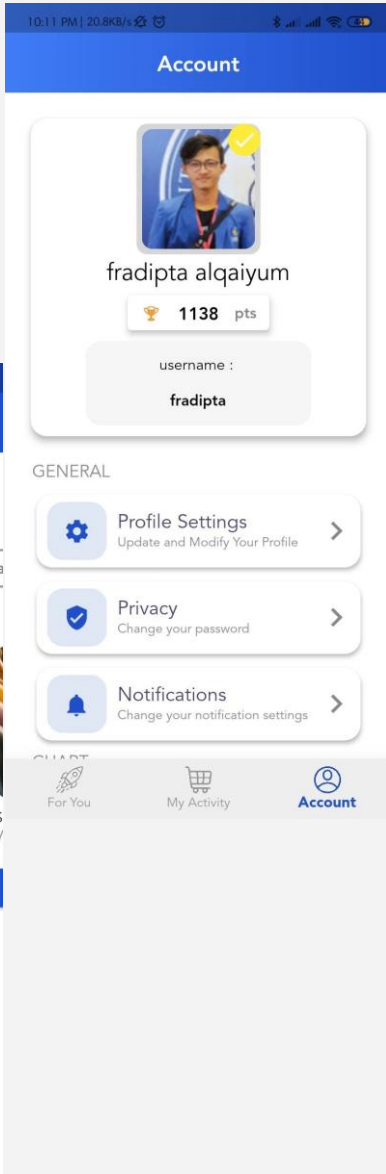 10:11 PM | 20.8KB/s
Account
fradipta alqaiyum
1138 pts
username :
fradipta
GENERAL
Profile Settings
Update and Modify Your Profile
Privacy
Change your password
Notifications
Change your notification settings
CHART
For You
My Activity
Account